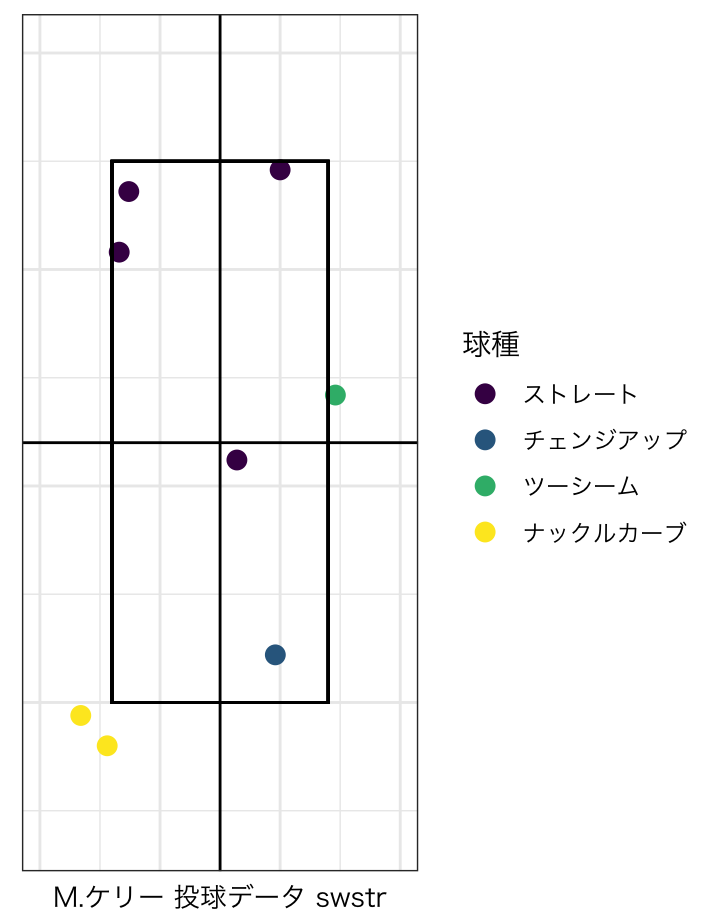 球種
ストレート
チェンジアップ
ツーシーム
ナックルカーブ
M.ケリー 投球データ swstr